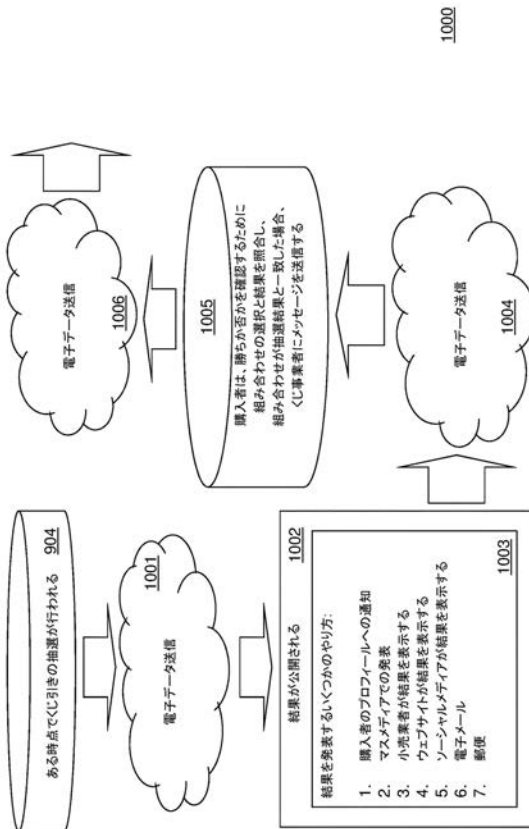 ある時点でくじ引きの抽選が行われる
904
電子データ送信
1001
結果が公開される
1002
結果を発表するいくつかのやり方:
1. 購入者のプロフィールへの通知
2. マスメディアでの発表
3. 小売業者が結果を表示する
4. ウェブサイトが結果を表示する
5. ソーシャルメディアが結果を表示する
6. 電子メール
7. 郵便
1003
電子データ送信
1004
1005
購入者は、勝ちか否かを確認するために
組み合わせの選択と結果を照合し、
組み合わせが抽選結果と一致した場合、
くじ事業者にメッセージを送信する
電子データ送信
1006
1000